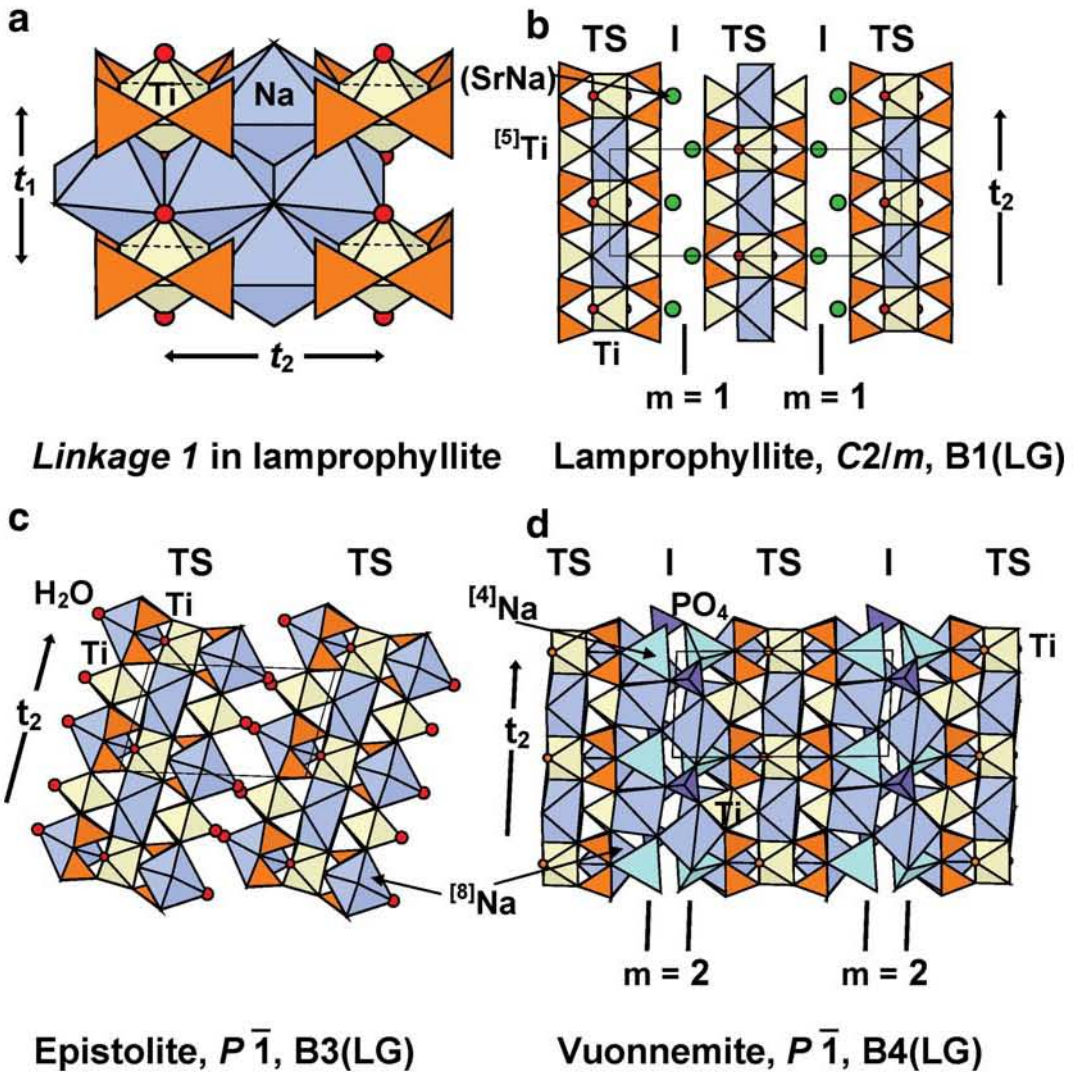 a
Ti
Na
t1
t2
Linkage 1 in lamprophyllite
b
TS I TS I TS
(SrNa)
[5]Ti
t2
Ti
m = 1 m = 1
Lamprophyllite, C2/m, B1(LG)
c
TS TS
H2O
Ti
Ti
t2
[8]Na
Epistolite, P 1̅, B3(LG)
d
TS I TS I TS
[4]Na
PO4
Ti
t2
Ti
m = 2 m = 2
Vuonnemite, P 1̅, B4(LG)